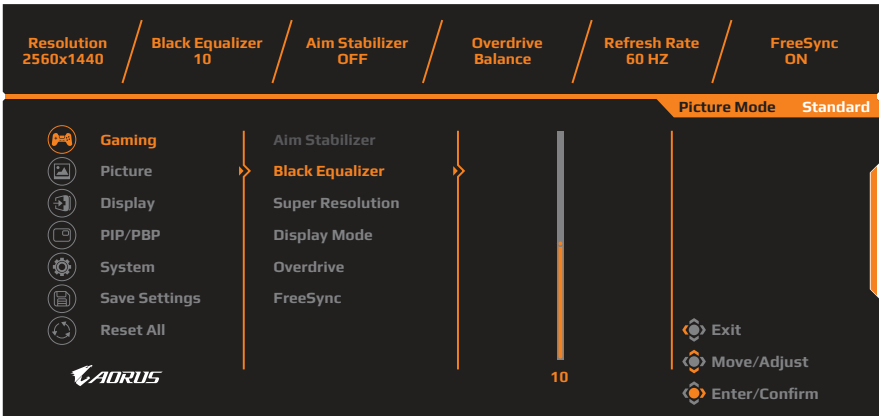 Resolution
2560x1440
Black Equalizer
10
Aim Stabilizer
OFF
Overdrive
Balance
Refresh Rate
60 HZ
FreeSync
ON
Picture Mode Standard
Gaming
Picture
Display
PIP/PBP
System
Save Settings
Reset All
Aim Stabilizer
Black Equalizer
Super Resolution
Display Mode
Overdrive
FreeSync
10
Exit
Move/Adjust
Enter/Confirm
AORUS